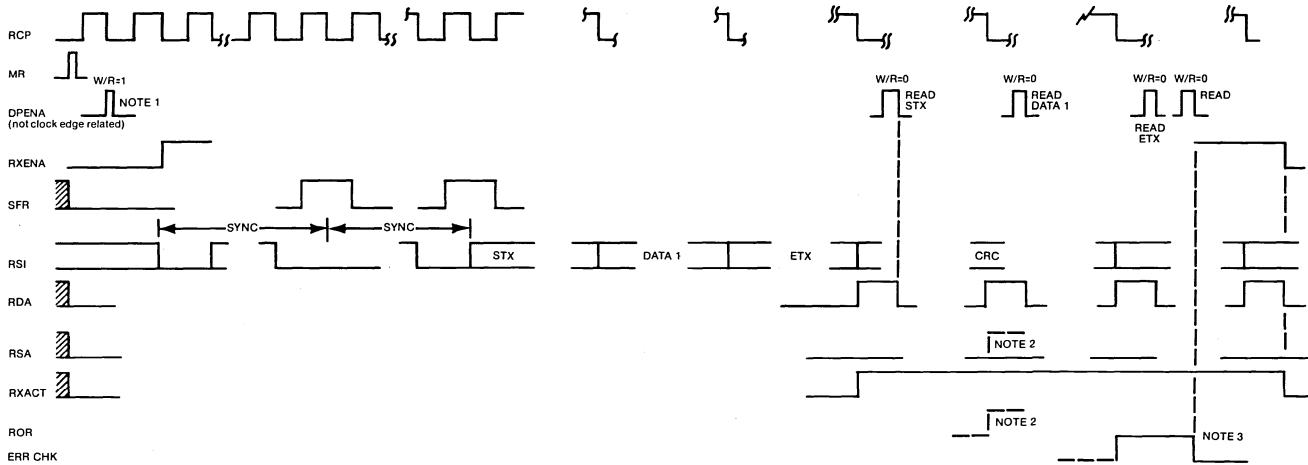 RCP
MR
W/R=1
NOTE 1
DPENA
(not clock edge related)
W/R=0
READ
STX
W/R=0
READ
DATA 1
W/R=0
READ
ETX
W/R=0
READ
RXENA
SFR
SYNC
SYNC
RSI
STX
DATA 1
ETX
CRC
RDA
RSA
NOTE 2
RXACT
ROR
NOTE 2
NOTE 3
ERR CHK